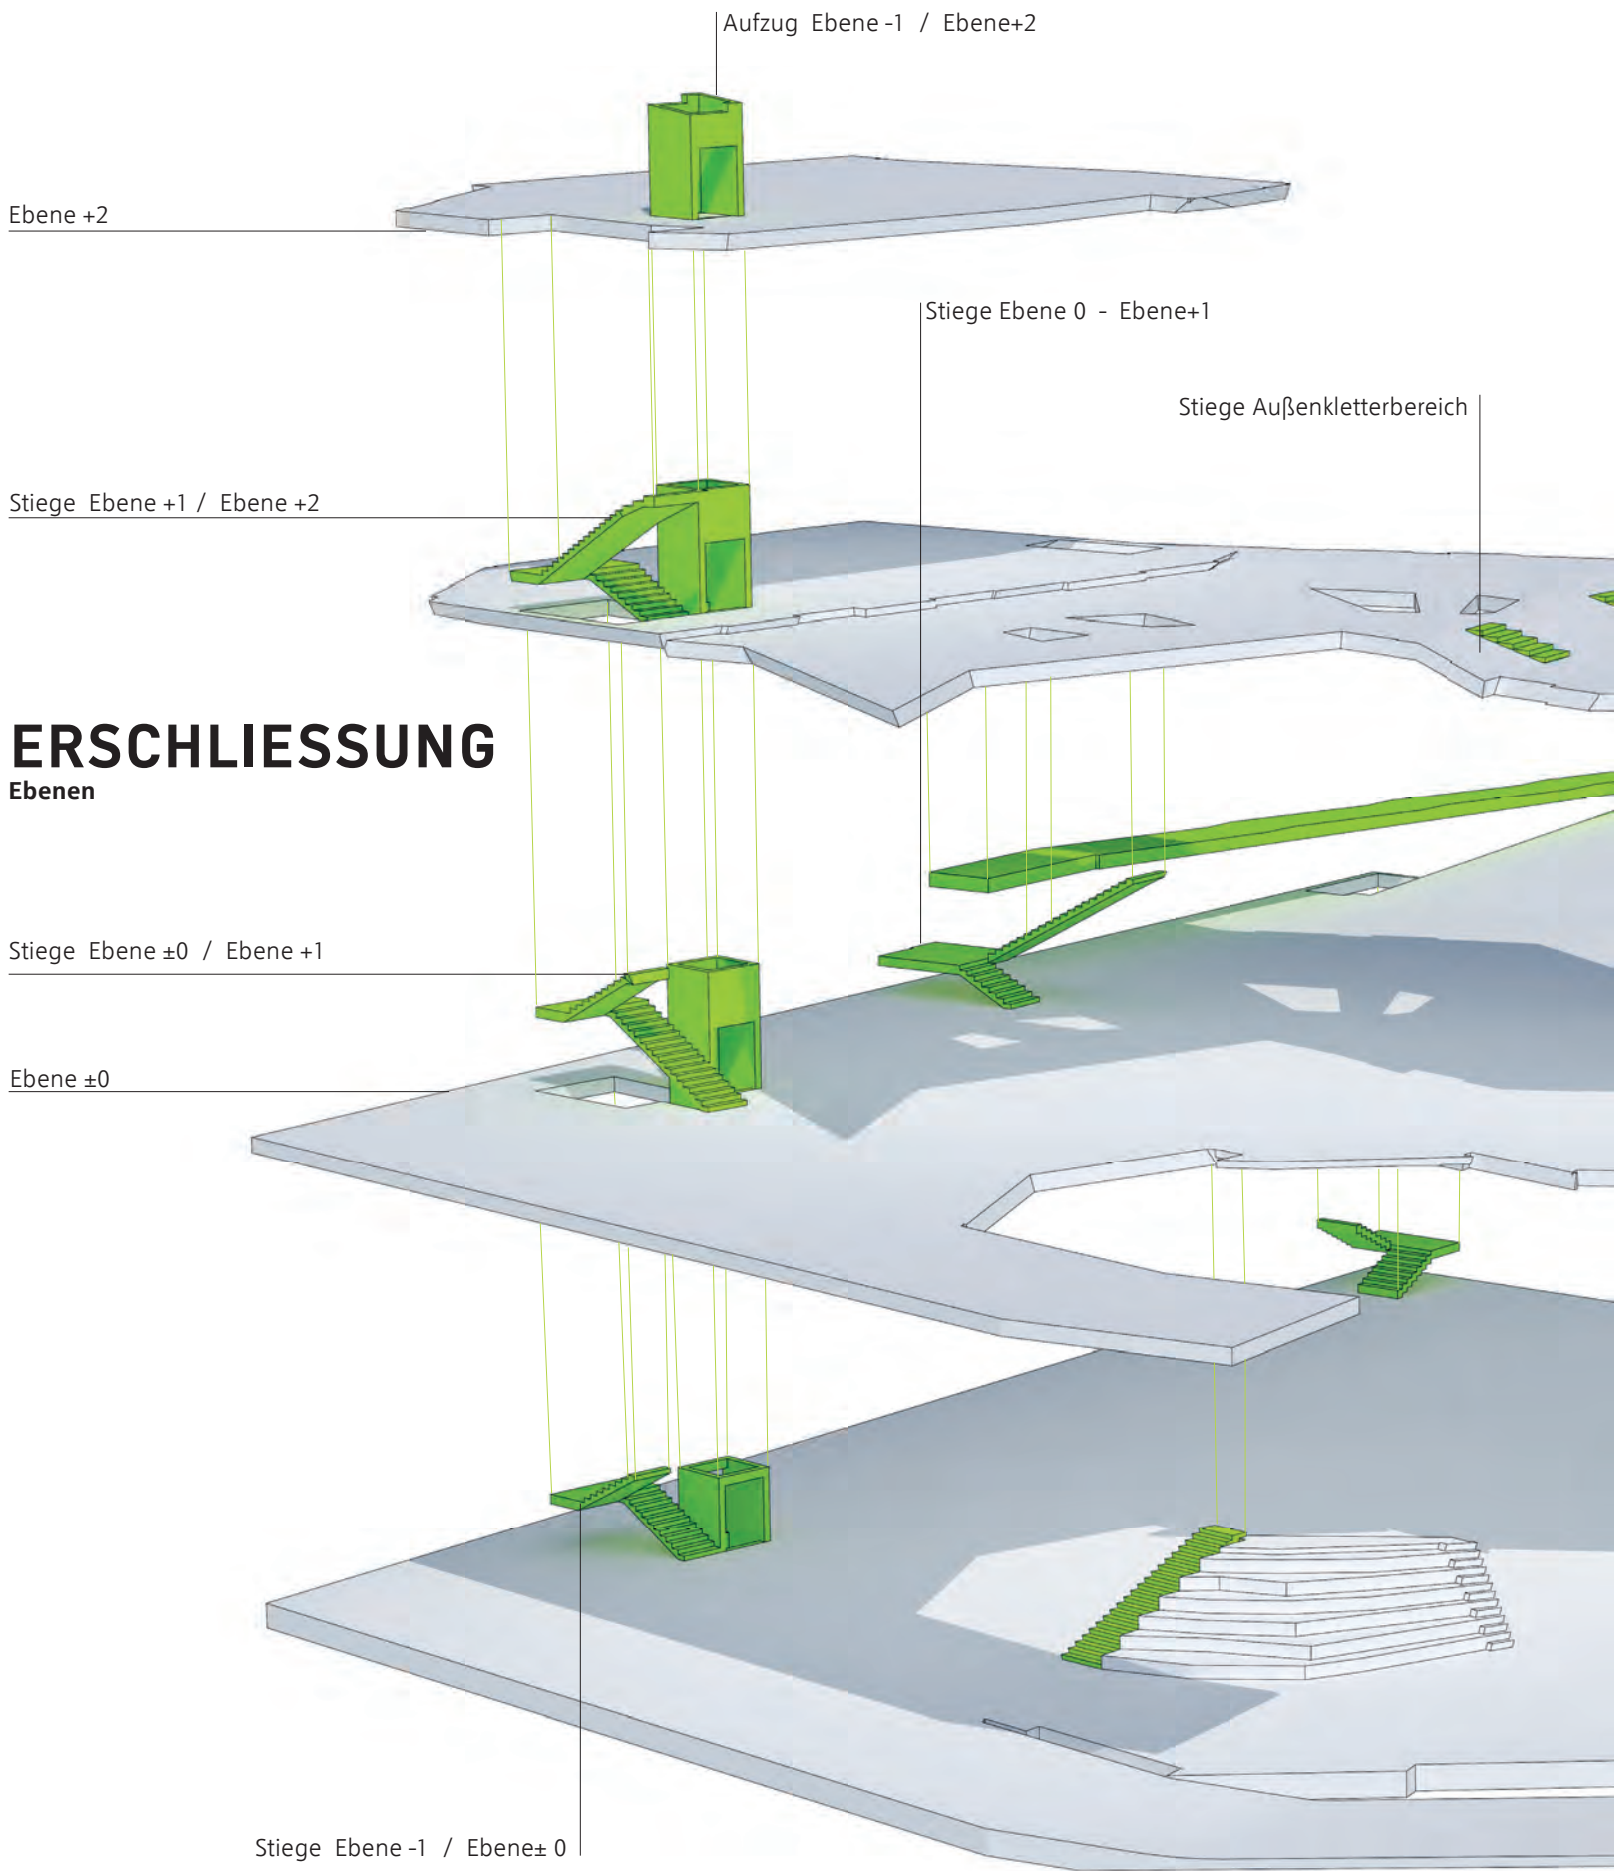 Aufzug Ebene -1 / Ebene+2
Ebene +2
Stiege Ebene 0 - Ebene+1
Stiege Außenkletterbereich
Stiege Ebene +1 / Ebene +2
ERSCHLIESSUNG
Ebenen
Stiege Ebene ±0 / Ebene +1
Ebene ±0
Stiege Ebene -1 / Ebene± 0